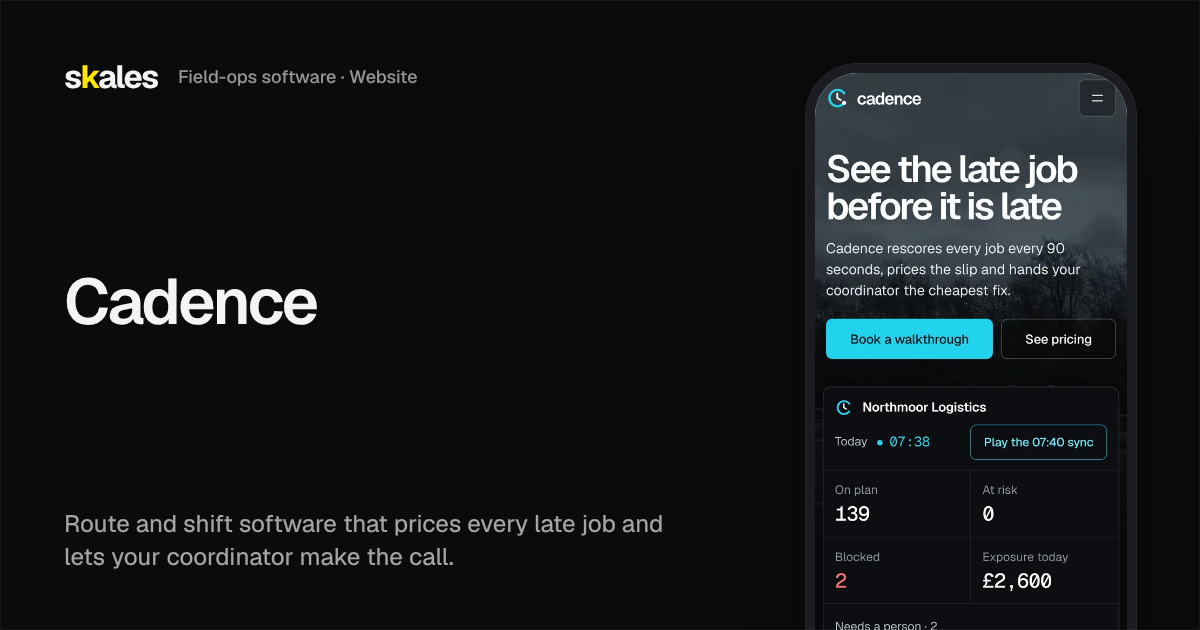 skales
Field-ops software · Website
Cadence
Route and shift software that prices every late job and
lets your coordinator make the call.
cadence
See the late job
before it is late
Cadence rescores every job every 90
seconds, prices the slip and hands your
coordinator the cheapest fix.
Book a walkthrough
See pricing
Northmoor Logistics
Today • 07:38
Play the 07:40 sync
On plan
139
At risk
0
Blocked
2
Exposure today
£2,600
Needs a person · 2